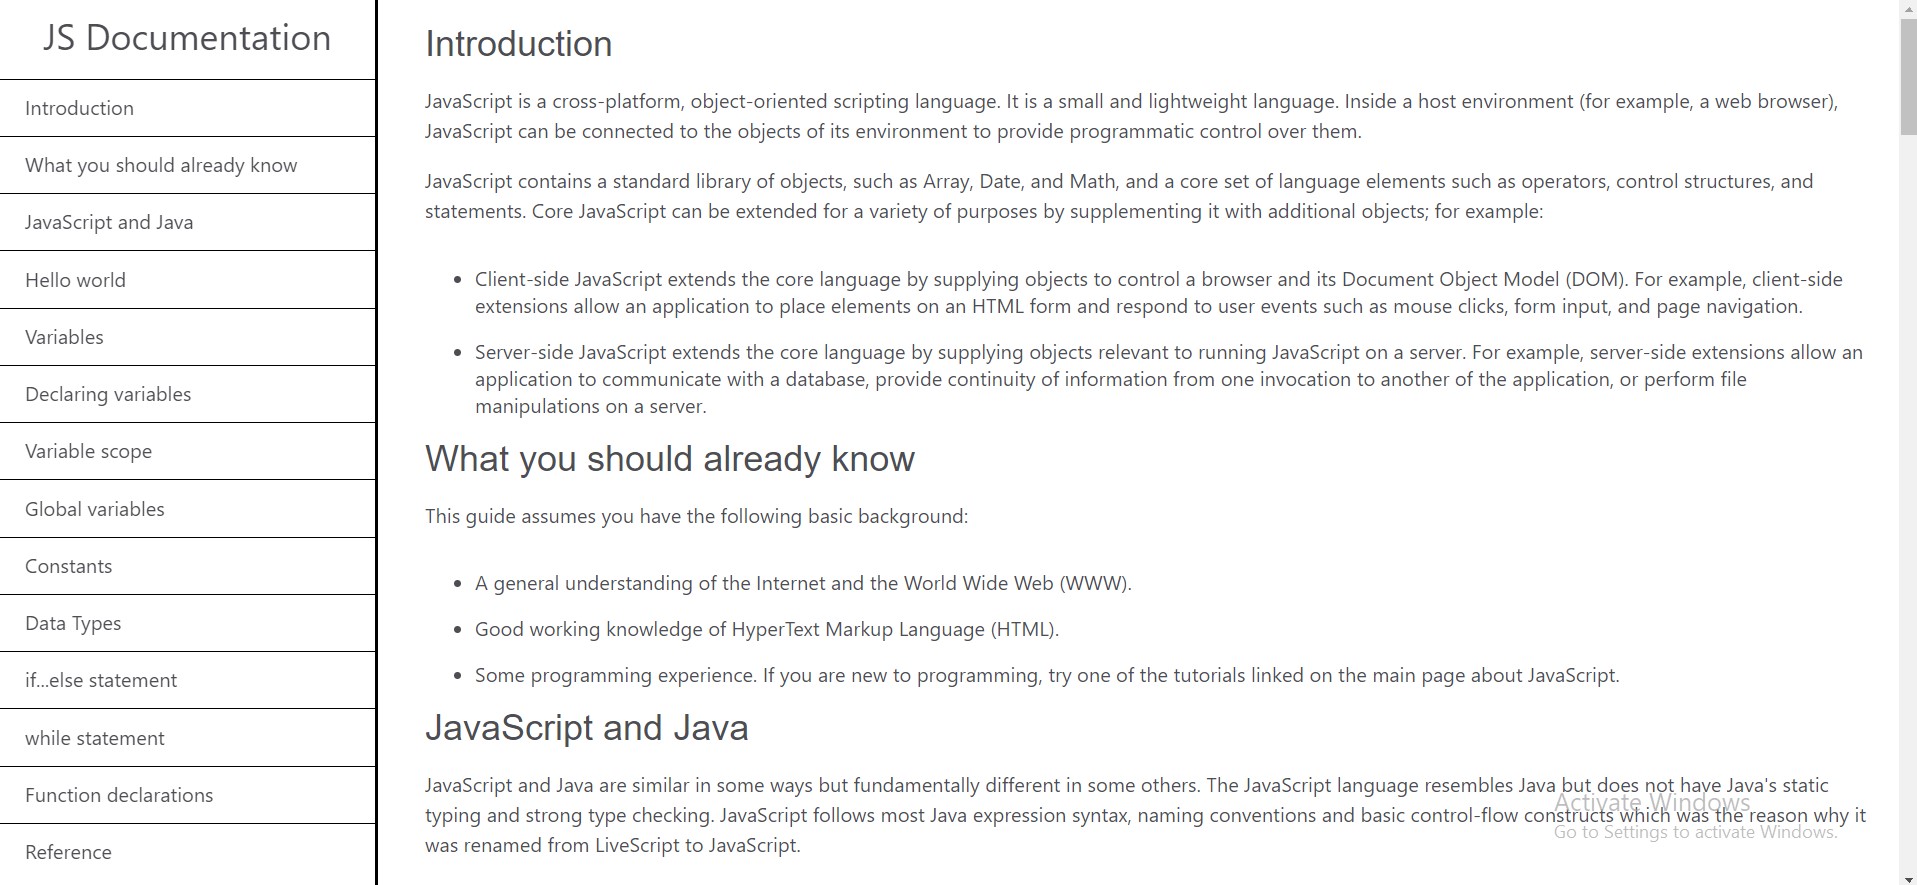 JS Documentation
Introduction
What you should already know
JavaScript and Java
Hello world
Variables
Declaring variables
Variable scope
Global variables
Constants
Data Types
if...else statement
while statement
Function declarations
Reference
Introduction
JavaScript is a cross-platform, object-oriented scripting language. It is a small and lightweight language. Inside a host environment (for example, a web browser),
JavaScript can be connected to the objects of its environment to provide programmatic control over them.
JavaScript contains a standard library of objects, such as Array, Date, and Math, and a core set of language elements such as operators, control structures, and
statements. Core JavaScript can be extended for a variety of purposes by supplementing it with additional objects; for example:
• Client-side JavaScript extends the core language by supplying objects to control a browser and its Document Object Model (DOM). For example, client-side
extensions allow an application to place elements on an HTML form and respond to user events such as mouse clicks, form input, and page navigation.
• Server-side JavaScript extends the core language by supplying objects relevant to running JavaScript on a server. For example, server-side extensions allow an
application to communicate with a database, provide continuity of information from one invocation to another of the application, or perform file
manipulations on a server.
What you should already know
This guide assumes you have the following basic background:
• A general understanding of the Internet and the World Wide Web (WWW).
• Good working knowledge of HyperText Markup Language (HTML).
• Some programming experience. If you are new to programming, try one of the tutorials linked on the main page about JavaScript.
JavaScript and Java
JavaScript and Java are similar in some ways but fundamentally different in some others. The JavaScript language resembles Java but does not have Java's static
typing and strong type checking. JavaScript follows most Java expression syntax, naming conventions and basic control-flow constructs which was the reason why it
was renamed from LiveScript to JavaScript.
Activate Windows
Go to Settings to activate Windows.